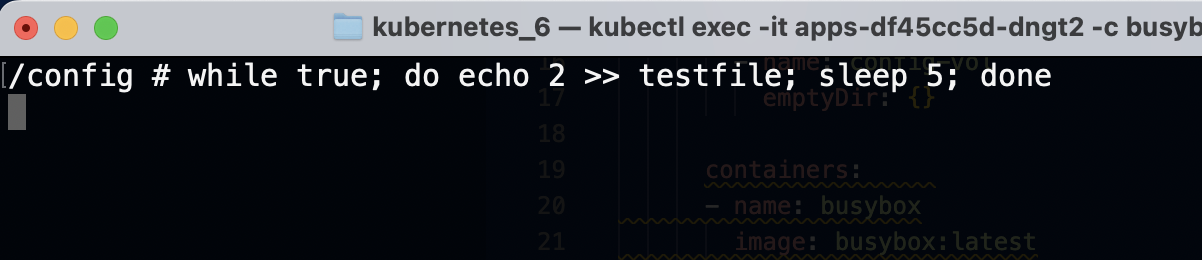 kubernetes_6 — kubectl exec -it apps-df45cc5d-dngt2 -c busyb
/config # while true; do echo 2 >> testfile; sleep 5; done
- name: config-vol
17 emptyDir: {}
18
19 containers:
20 - name: busybox
21 image: busybox:latest